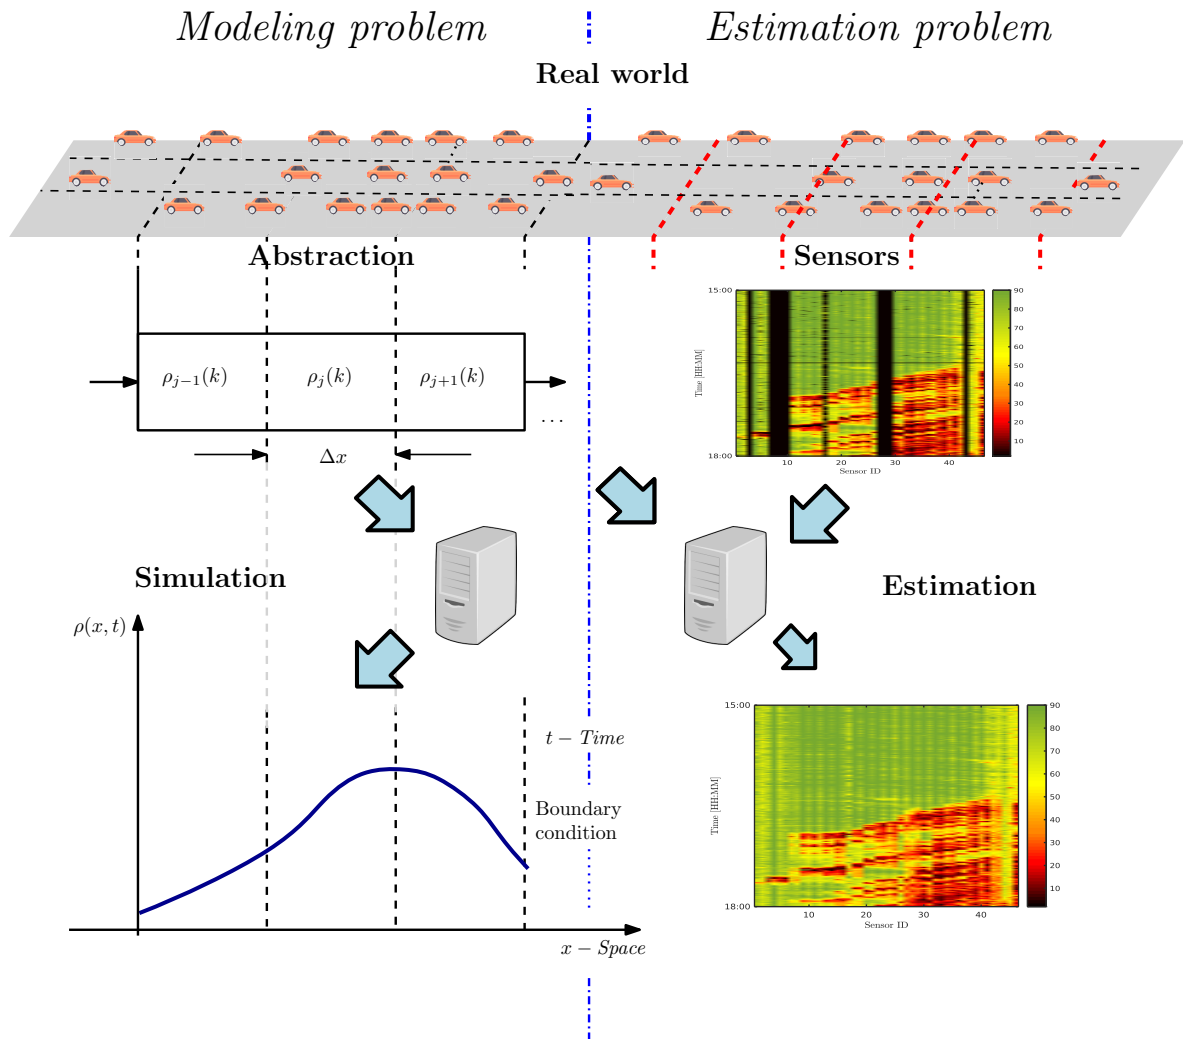 Modeling problem
Estimation problem
Real world
Abstraction
Sensors
ρj−1(k)
ρj(k)
ρj+1(k)
...
Δx
15:00
Time [HH:MM]
18:00
10
20
30
40
Sensor ID
90
80
70
60
50
40
30
20
10
Simulation
Estimation
ρ(x, t)
t − Time
Boundary
condition
x − Space
15:00
Time [HH:MM]
18:00
10
20
30
40
Sensor ID
90
80
70
60
50
40
30
20
10